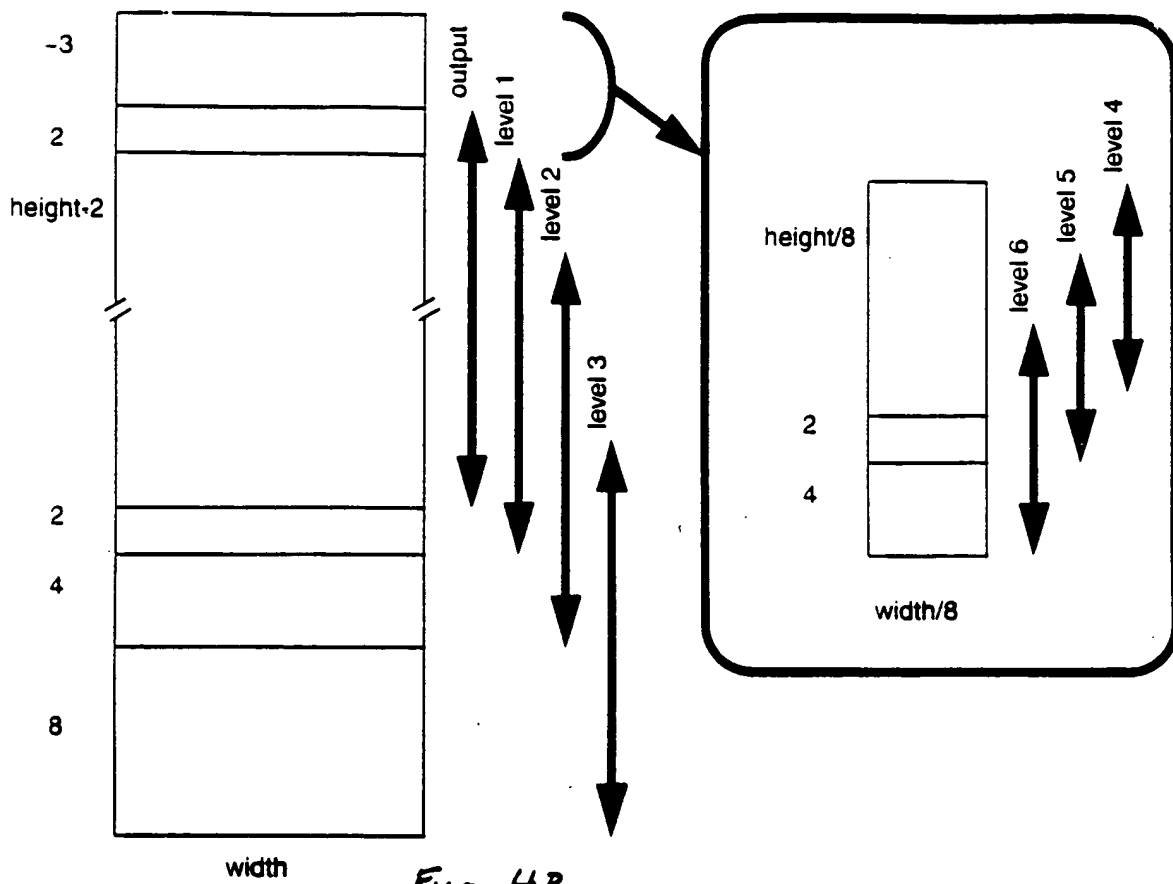 ~3
2
height-2
2
4
8
width
output
level 1
level 2
level 3
height/8
2
4
level 6
level 5
level 4
width/8